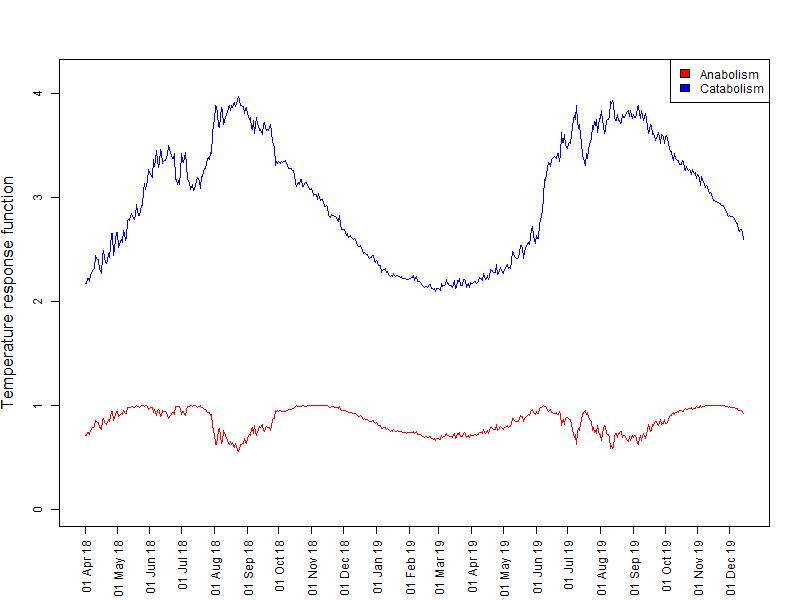 Anabolism
Catabolism
Temperature response function
4
3
2
1
0
01 Apr 18
01 May 18
01 Jun 18
01 Jul 18
01 Aug 18
01 Sep 18
01 Oct 18
01 Nov 18
01 Dec 18
01 Jan 19
01 Feb 19
01 Mar 19
01 Apr 19
01 May 19
01 Jun 19
01 Jul 19
01 Aug 19
01 Sep 19
01 Oct 19
01 Nov 19
01 Dec 19